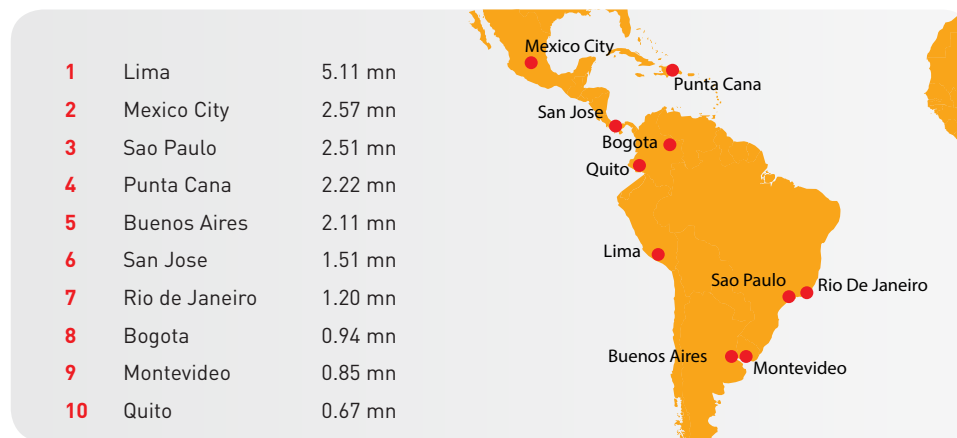 1 Lima 5.11 mn
2 Mexico City 2.57 mn
3 Sao Paulo 2.51 mn
4 Punta Cana 2.22 mn
5 Buenos Aires 2.11 mn
6 San Jose 1.51 mn
7 Rio de Janeiro 1.20 mn
8 Bogota 0.94 mn
9 Montevideo 0.85 mn
10 Quito 0.67 mn
Mexico City
Punta Cana
San Jose
Bogota
Quito
Lima
Sao Paulo
Rio De Janeiro
Buenos Aires
Montevideo